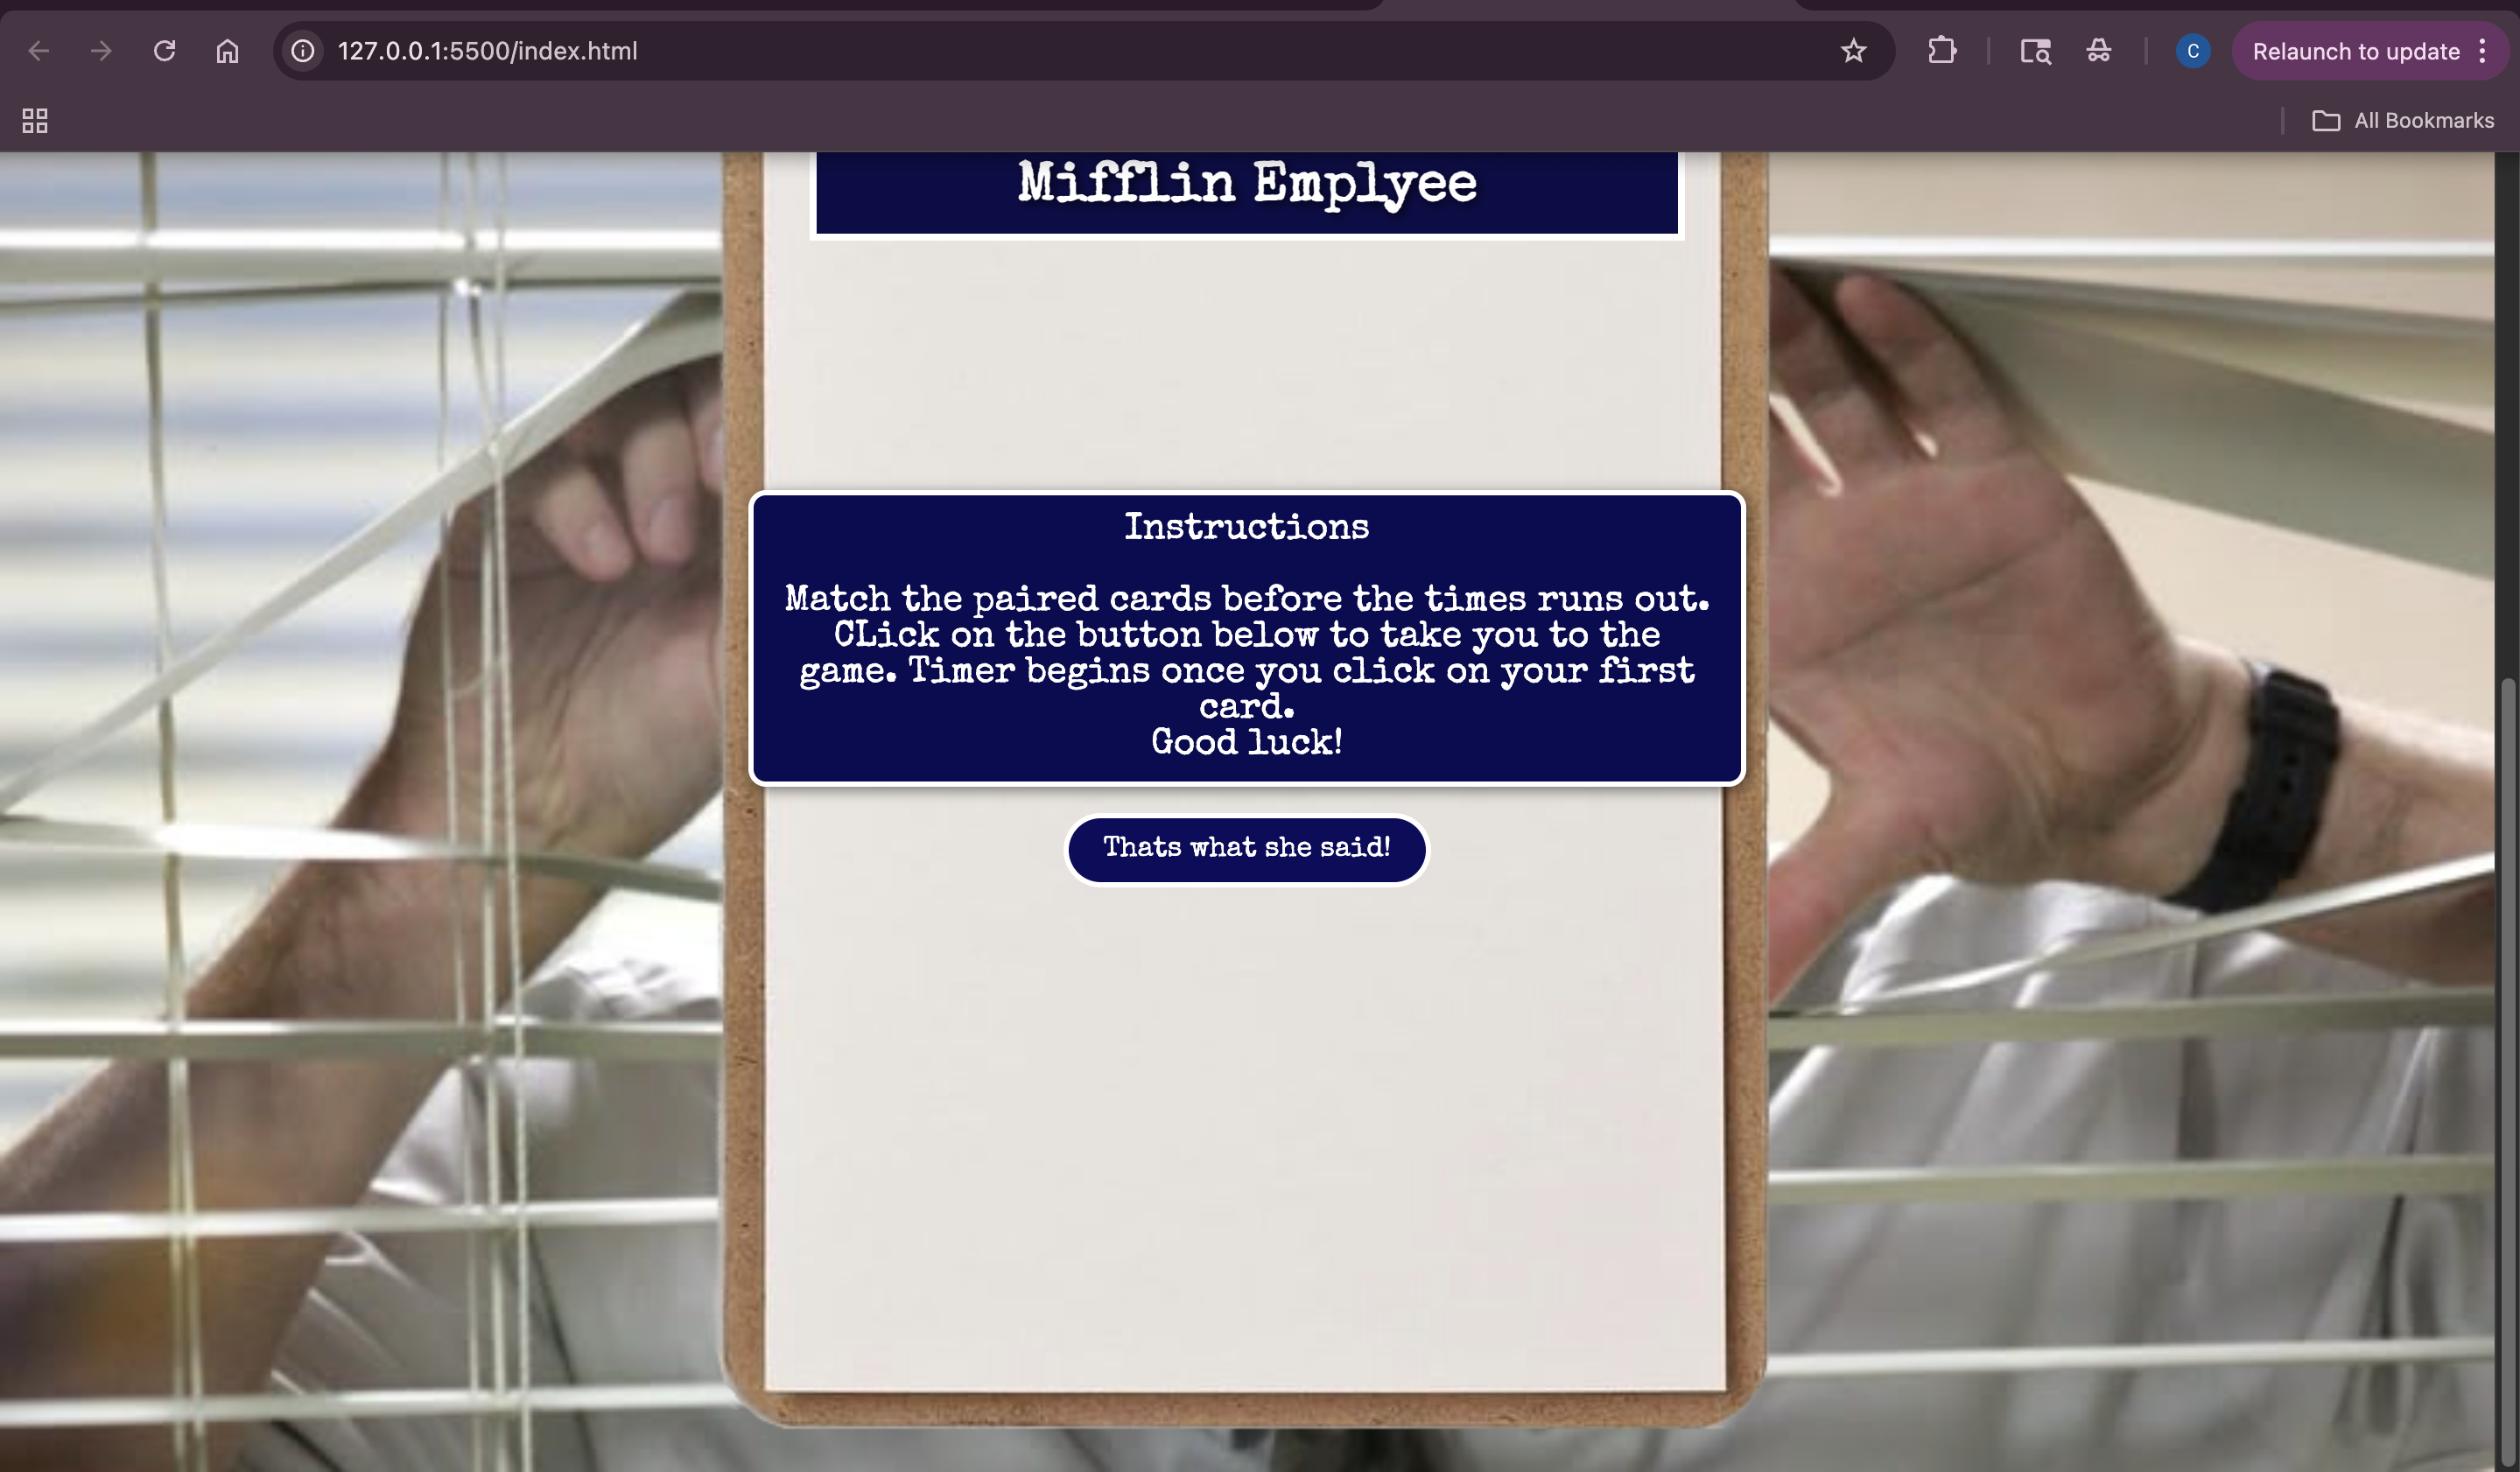 127.0.0.1:5500/index.html
C
Relaunch to update
All Bookmarks
Mifflin Emplyee
Instructions
Match the paired cards before the times runs out.
CLick on the button below to take you to the
game. Timer begins once you click on your first
card.
Good luck!
Thats what she said!